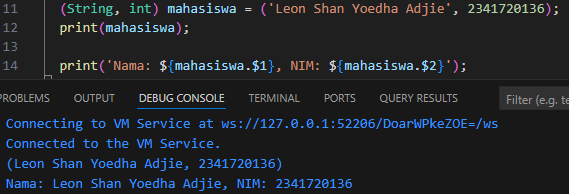 11 (String, int) mahasiswa = ('Leon Shan Yoedha Adjie', 2341720136);
12 print(mahasiswa);
13
14 print('Nama: ${mahasiswa.$1}, NIM: ${mahasiswa.$2}');
PROBLEMS OUTPUT DEBUG CONSOLE TERMINAL PORTS QUERY RESULTS Filter (e.g. te
Connecting to VM Service at ws://127.0.0.1:52206/DoarWPkeZOE=/ws
Connected to the VM Service.
(Leon Shan Yoedha Adjie, 2341720136)
Nama: Leon Shan Yoedha Adjie, NIM: 2341720136